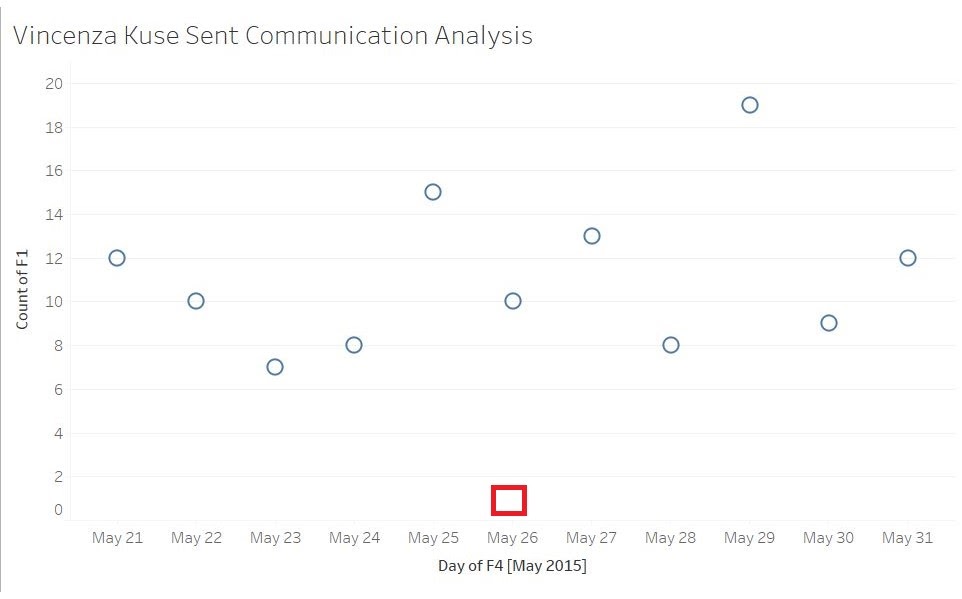 Vincenza Kuse Sent Communication Analysis
20
18
16
14
12
10
8
6
4
2
0
Count of F1
May 21 May 22 May 23 May 24 May 25 May 26 May 27 May 28 May 29 May 30 May 31
Day of F4 [May 2015]